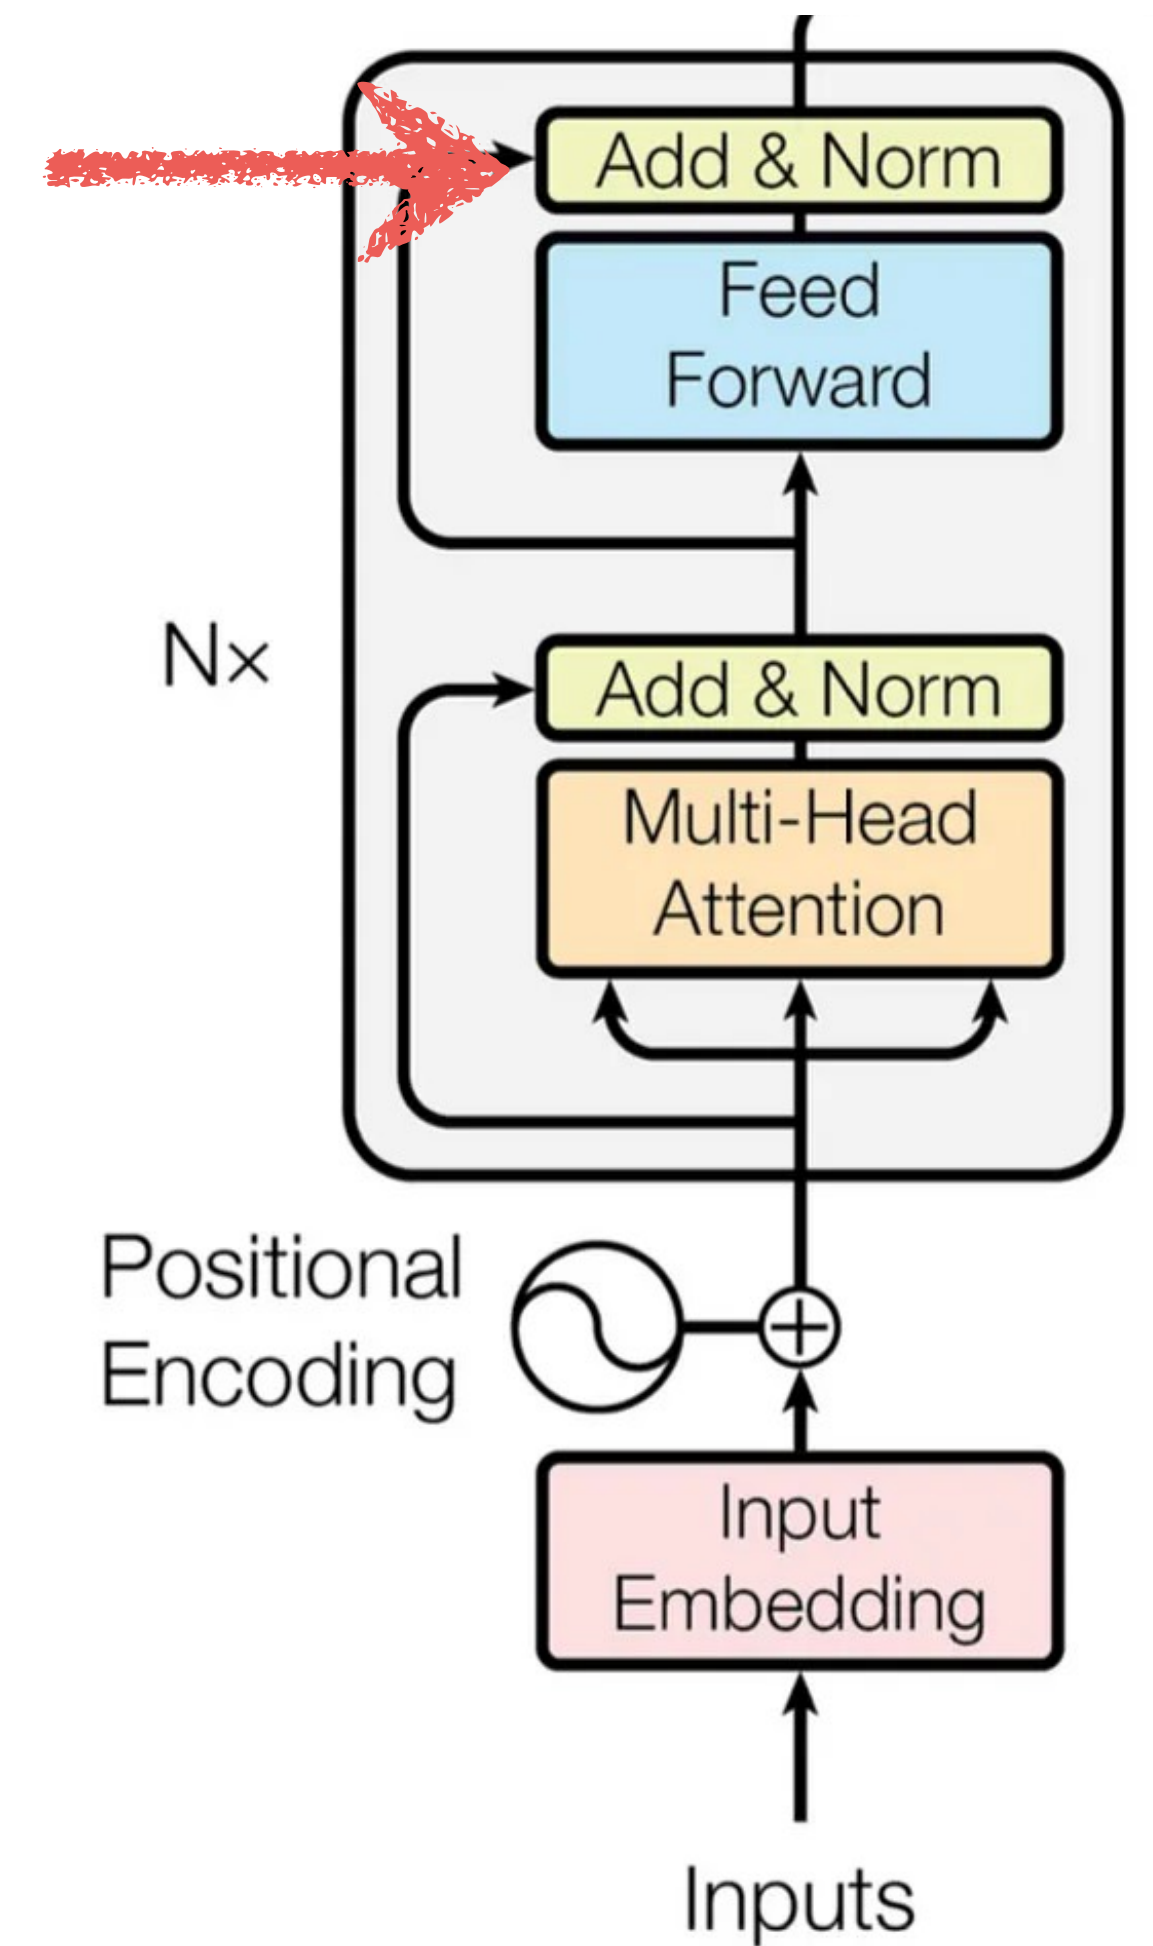 Add & Norm
Feed
Forward
Nx
Add & Norm
Multi-Head
Attention
Positional
Encoding
Input
Embedding
Inputs